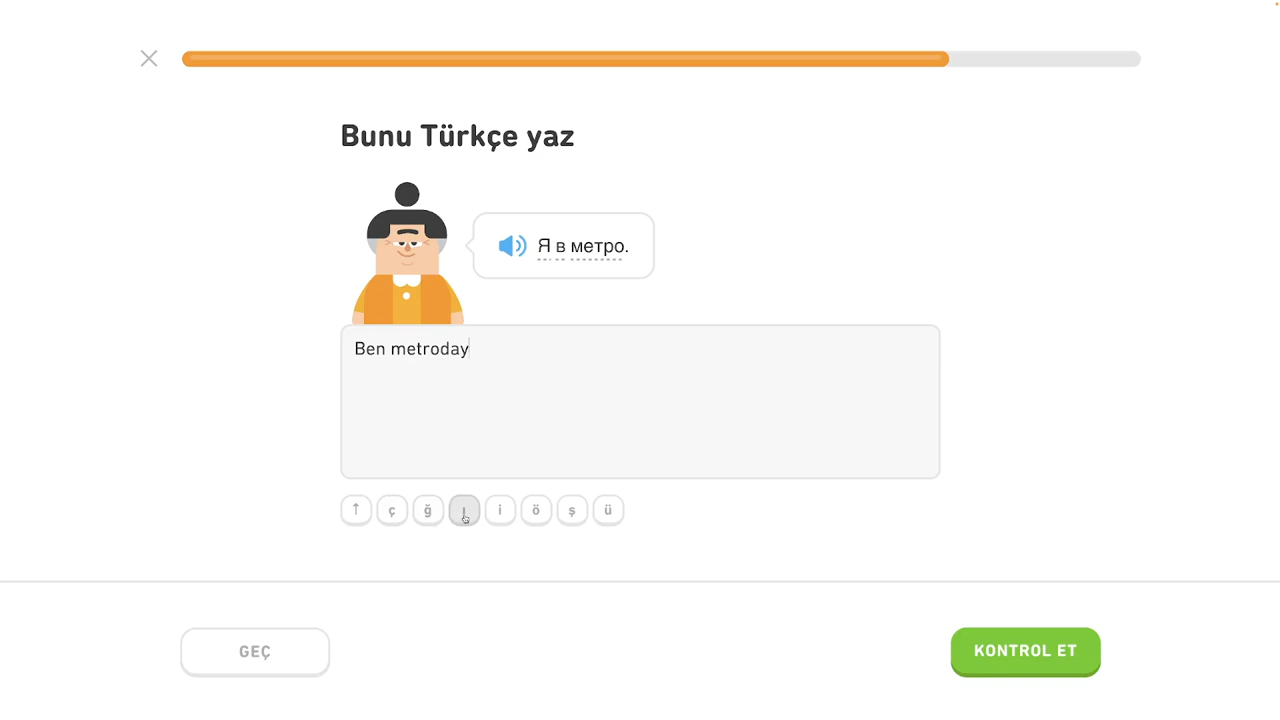 Bunu Türkçe yaz
Я в метро.
Ben metroday
↑ ç ğ ı i ö ş ü
GEÇ
KONTROL ET